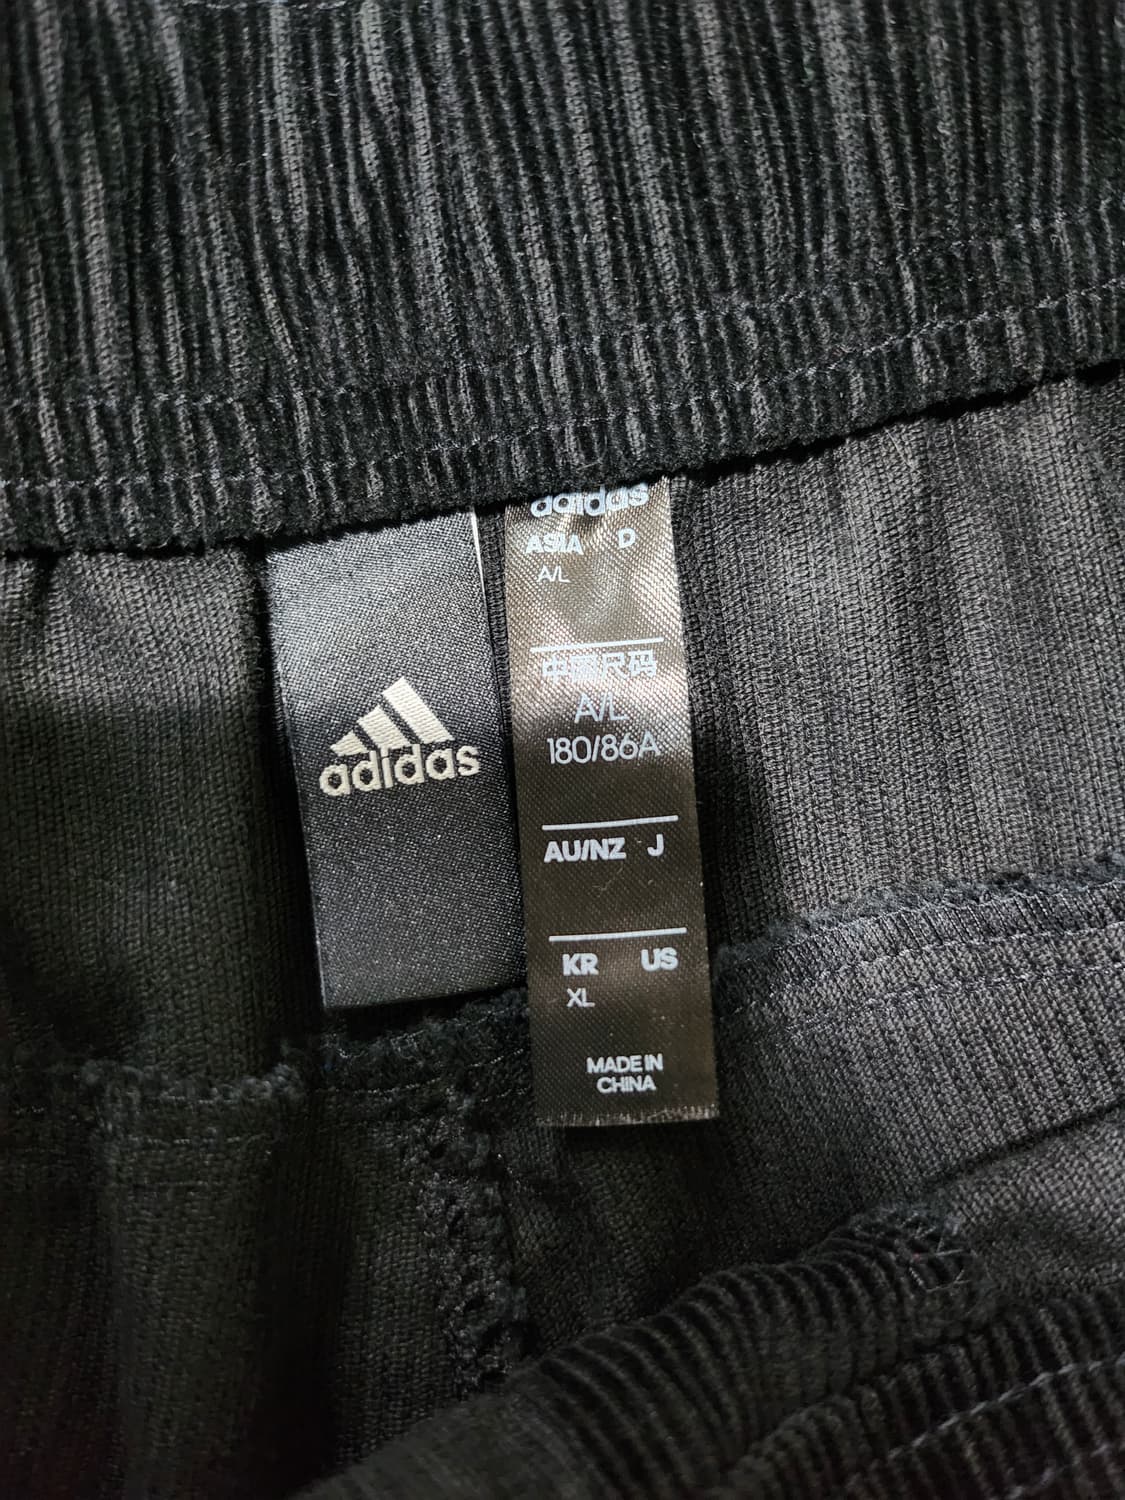 adidas
adidas
ASIA D
A/L
中国尺码
A/L
180/86A
AU/NZ J
KR US
XL
MADE IN
CHINA